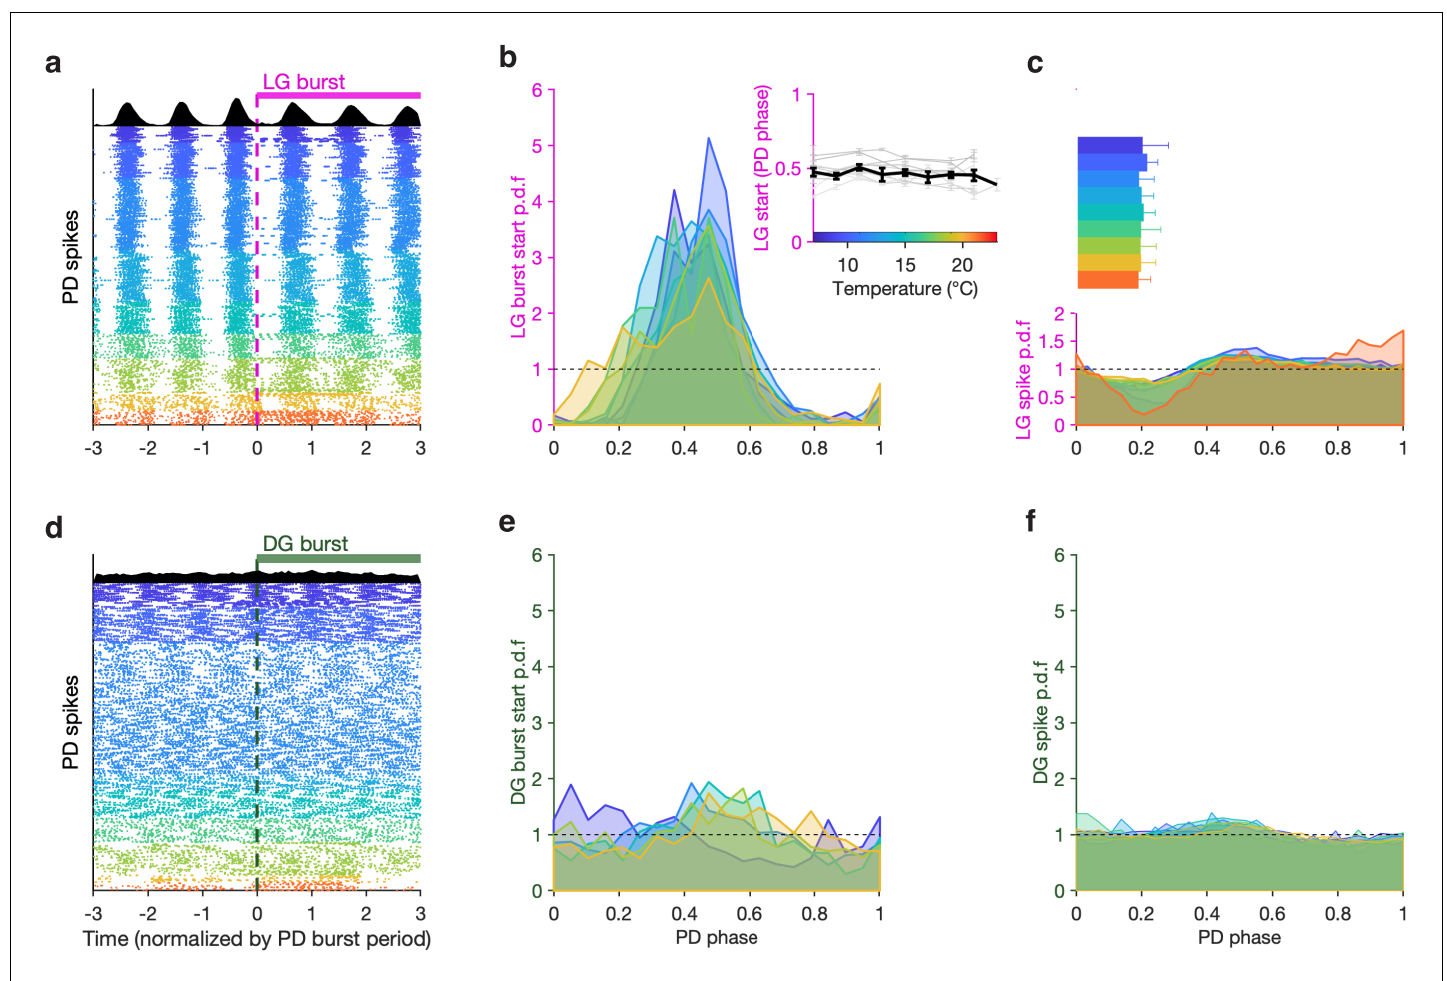 a
LG burst
PD spikes
-3 -2 -1 0 1 2 3
b
6
5
4
3
2
1
0
LG burst start p.d.f
0 0.2 0.4 0.6 0.8 1
1
0.5
0
LG start (PD phase)
10 15 20
Temperature (°C)
c
2
1.5
1
0.5
0
LG spike p.d.f
0 0.2 0.4 0.6 0.8 1
d
DG burst
PD spikes
-3 -2 -1 0 1 2 3
Time (normalized by PD burst period)
e
6
5
4
3
2
1
0
DG burst start p.d.f
0 0.2 0.4 0.6 0.8 1
PD phase
f
6
5
4
3
2
1
0
DG spike p.d.f
0 0.2 0.4 0.6 0.8 1
PD phase